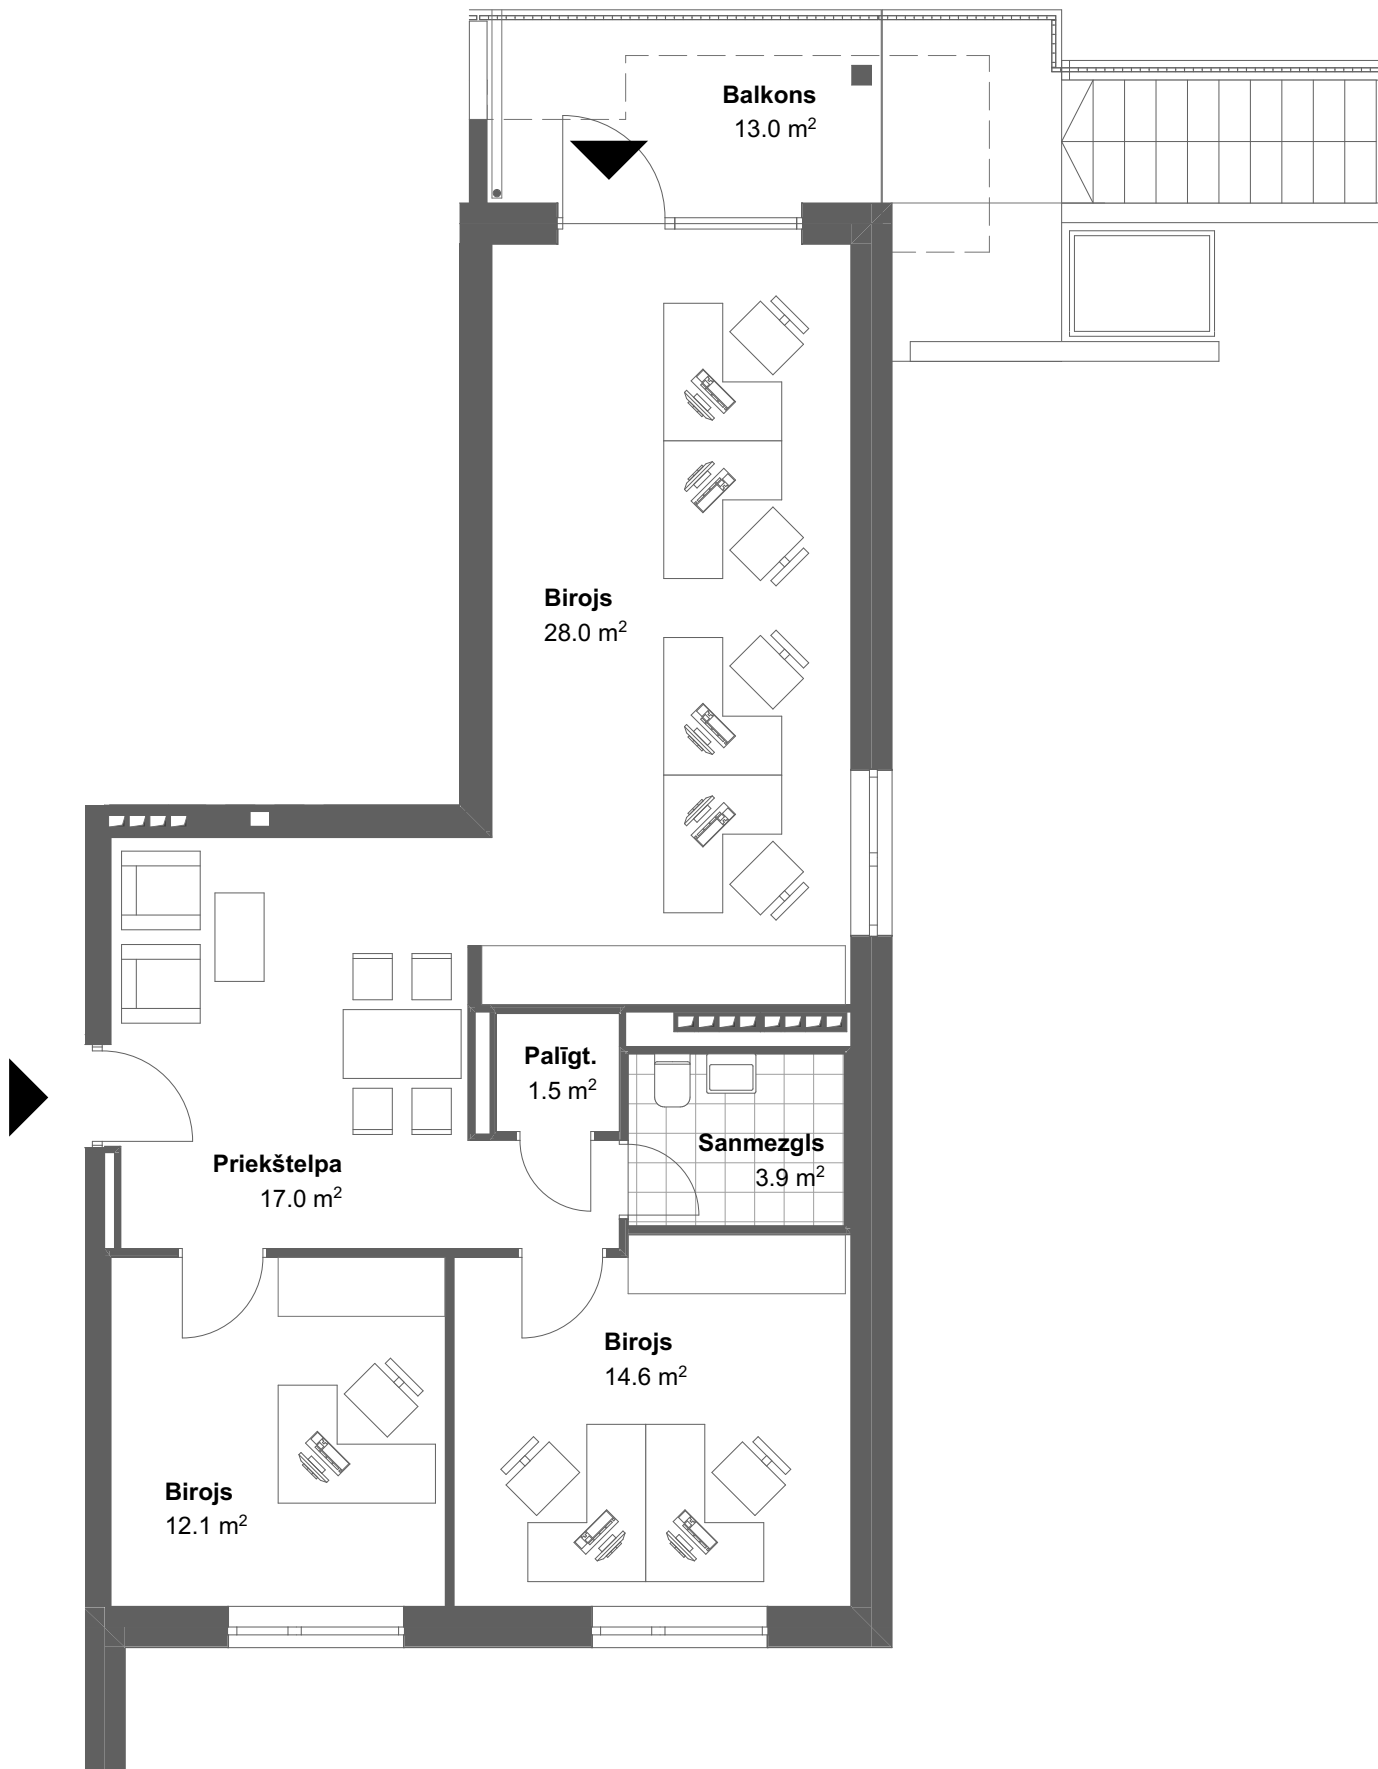 Balkons
13.0 m²
Birojs
28.0 m²
Palīgt.
1.5 m²
Sanmezgls
3.9 m²
Priekštelpa
17.0 m²
Birojs
14.6 m²
Birojs
12.1 m²